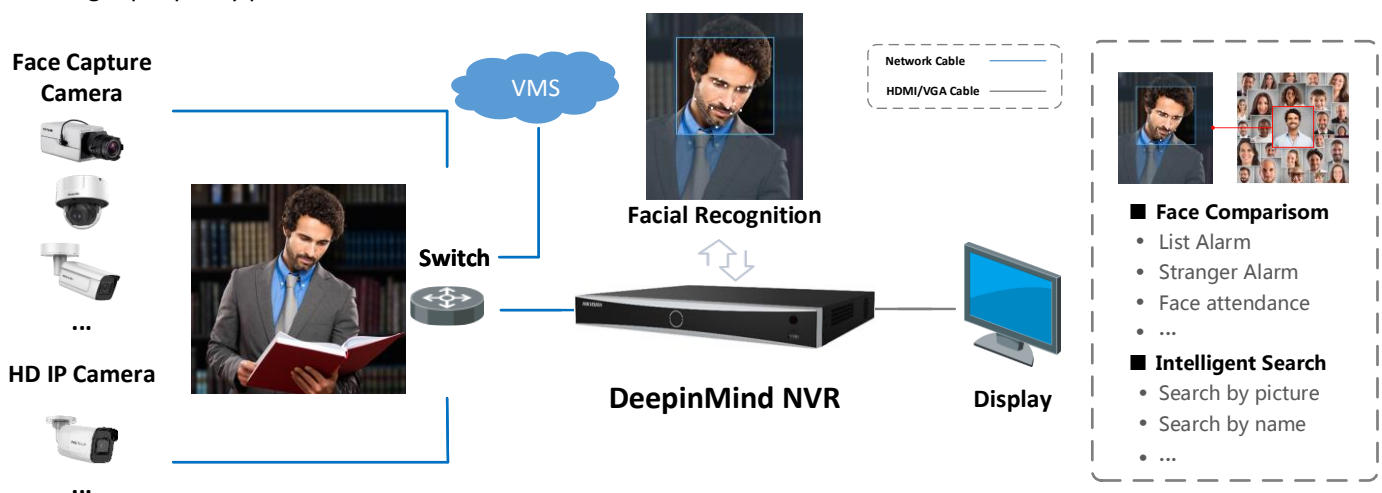 Face Capture
Camera
...
HD IP Camera
...
VMS
Switch
Facial Recognition
HIKVISION
DeepinMind NVR
Display
Network Cable
HDMI/VGA Cable
■ Face Comparisom
• List Alarm
• Stranger Alarm
• Face attendance
• ...
■ Intelligent Search
• Search by picture
• Search by name
• ...